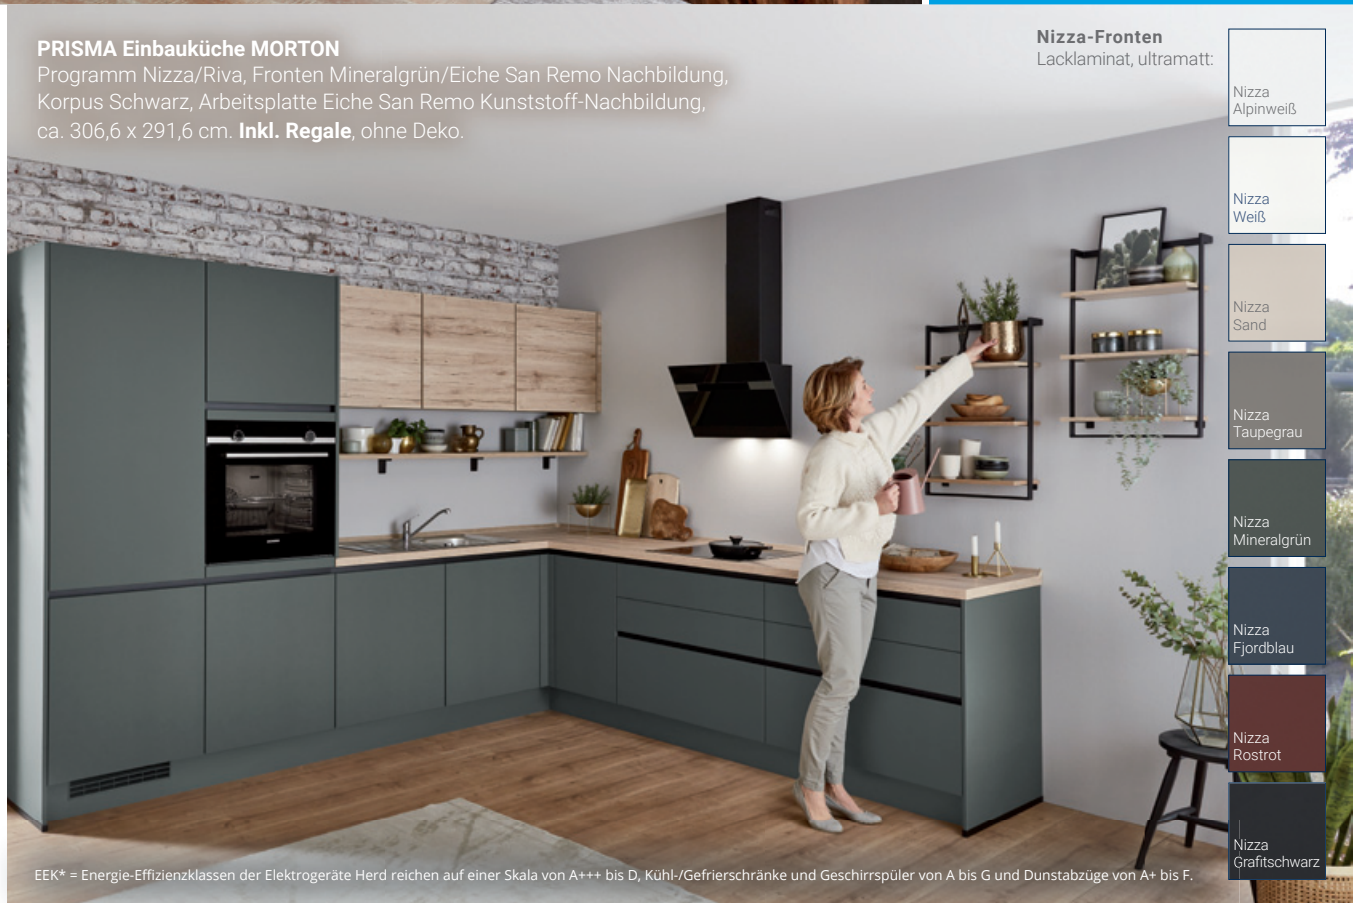 PRISMA Einbauküche MORTON
Programm Nizza/Riva, Fronten Mineralgrün/Eiche San Remo Nachbildung,
Korpus Schwarz, Arbeitsplatte Eiche San Remo Kunststoff-Nachbildung,
ca. 306,6 x 291,6 cm. Inkl. Regale, ohne Deko.
Nizza-Fronten
Lacklaminat, ultramatt:
Nizza
Alpinweiß
Nizza
Weiß
Nizza
Sand
Nizza
Taupegrau
Nizza
Mineralgrün
Nizza
Fjordblau
Nizza
Rostrot
Nizza
Grafitschwarz
EEK* = Energie-Effizienzklassen der Elektrogeräte Herd reichen auf einer Skala von A+++ bis D, Kühl-/Gefrierschränke und Geschirrspüler von A bis G und Dunstabzüge von A+ bis F.